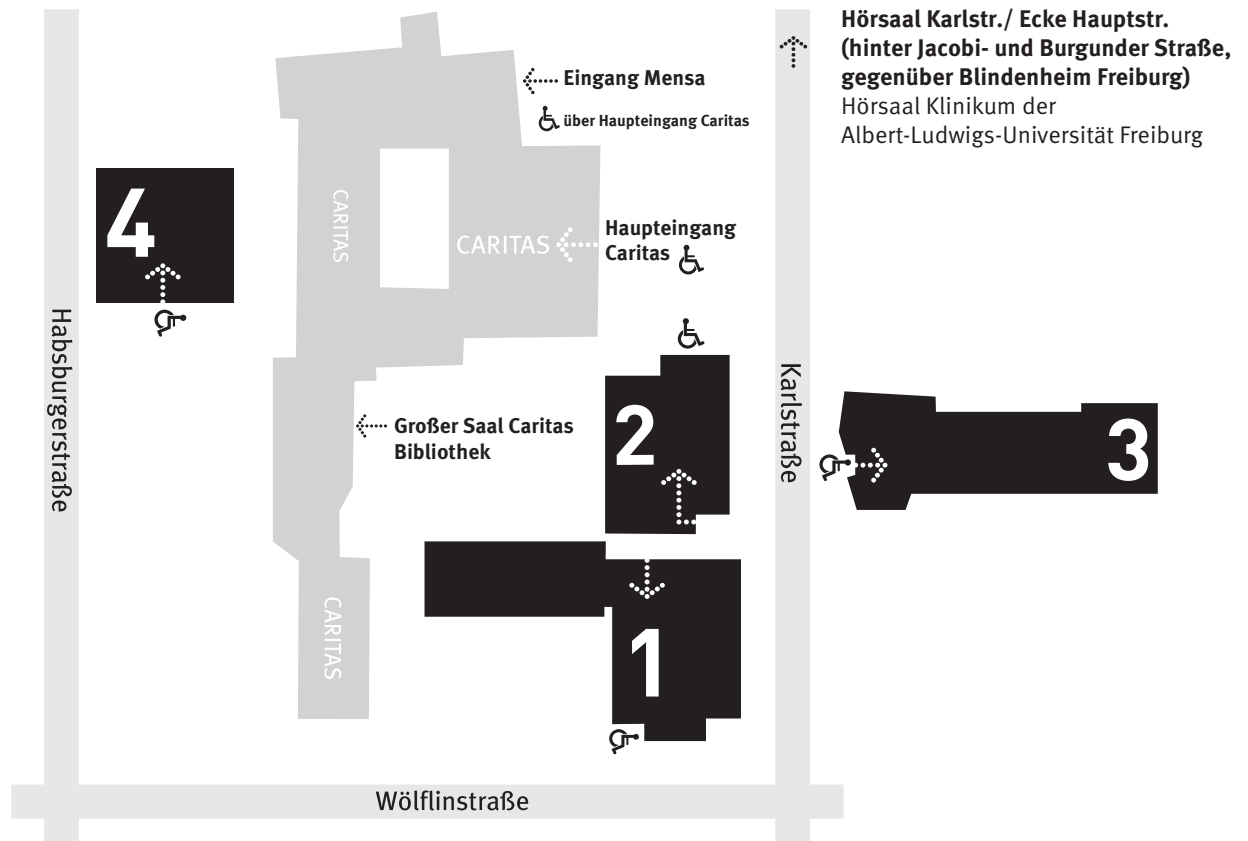 Hörsaal Karlstr./ Ecke Hauptstr.
(hinter Jacobi- und Burgunder Straße,
gegenüber Blindenheim Freiburg)
Hörsaal Klinikum der
Albert-Ludwigs-Universität Freiburg
Eingang Mensa
über Haupteingang Caritas
4
CARITAS
CARITAS
Haupteingang
Caritas
Habsburgerstraße
Karlstraße
2
Großer Saal Caritas
Bibliothek
3
1
CARITAS
Wölflinstraße